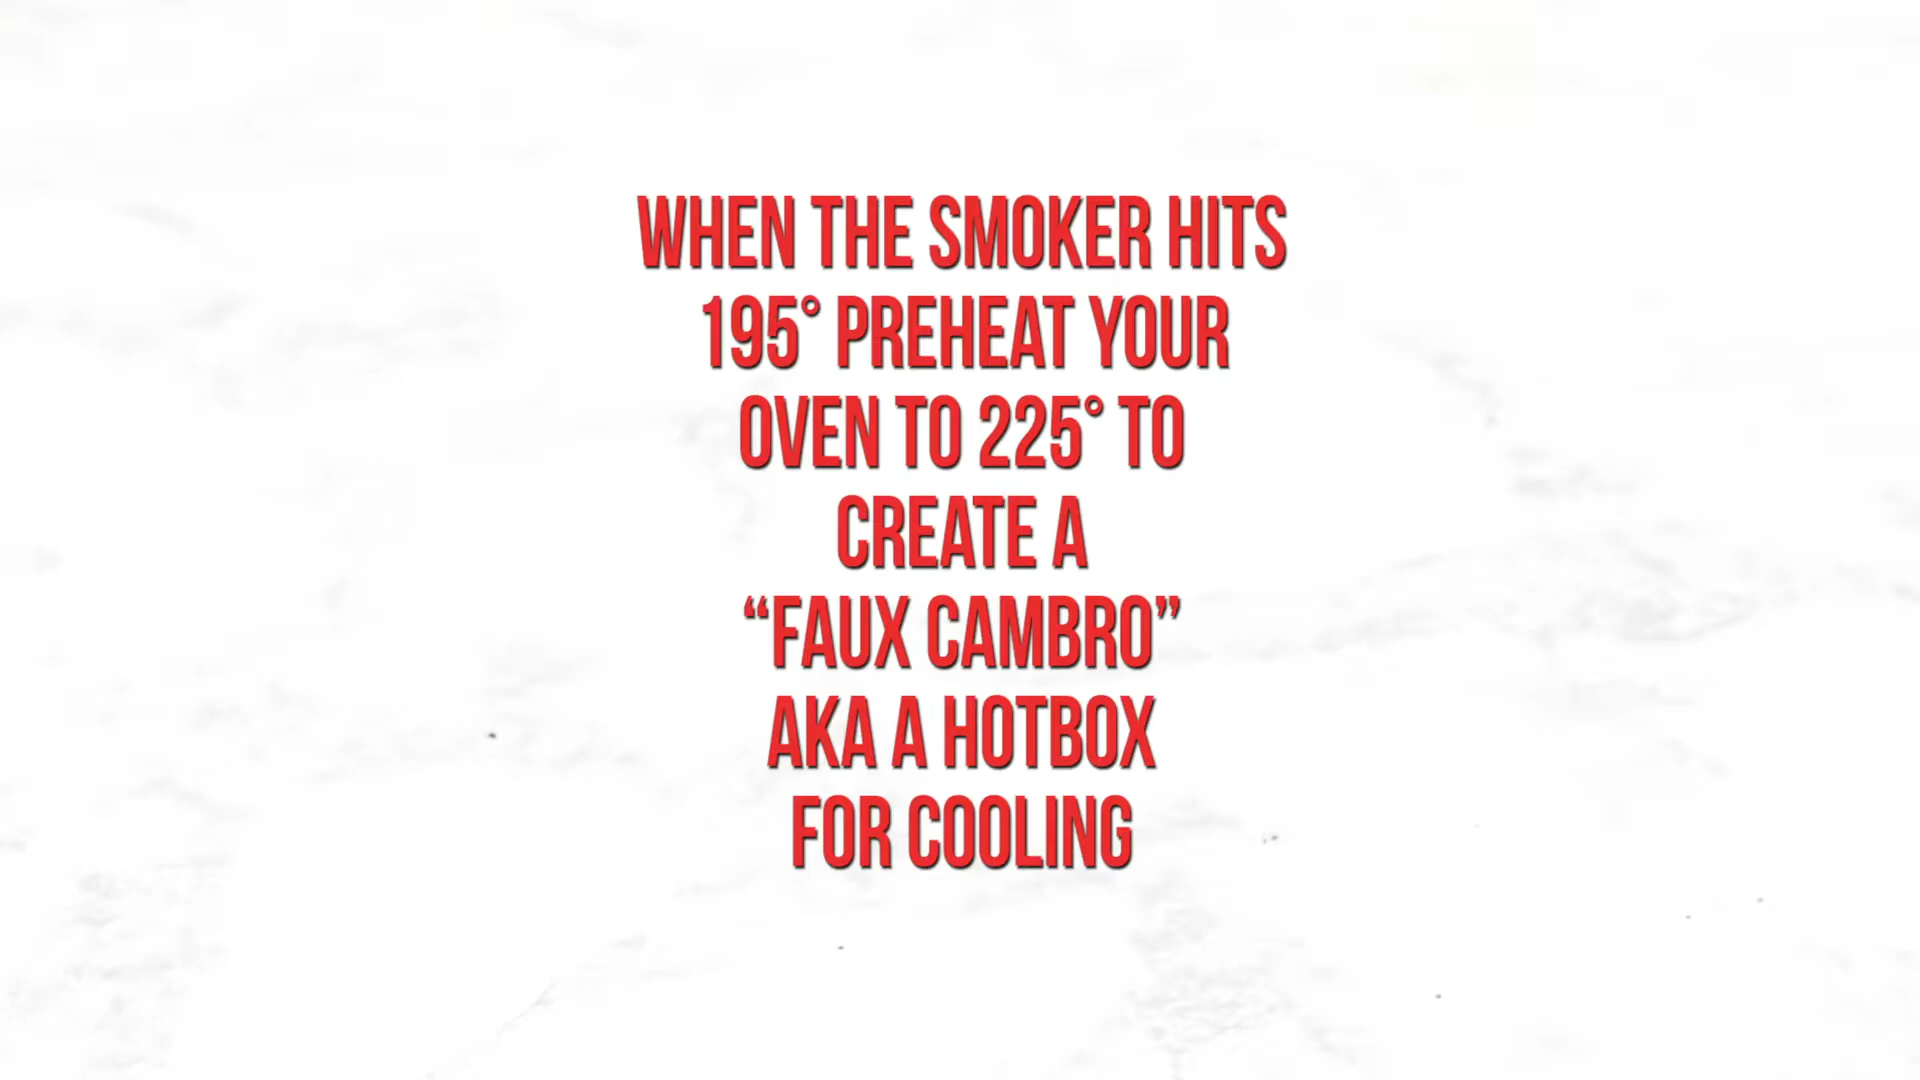 WHEN THE SMOKER HITS
195° PREHEAT YOUR
OVEN TO 225° TO
CREATE A
“FAUX CAMBRO”
AKA A HOTBOX
FOR COOLING